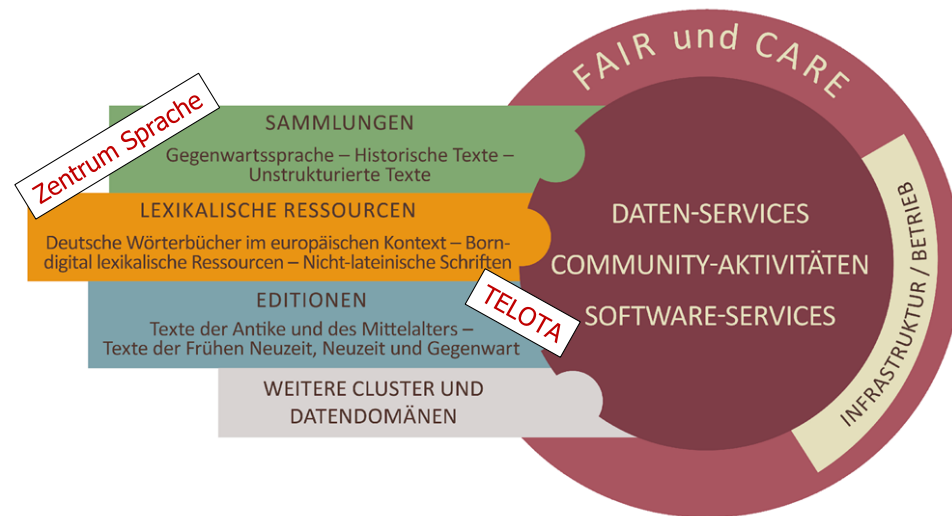 FAIR und CARE
Zentrum Sprache
SAMMLUNGEN
Gegenwartssprache – Historische Texte –
Unstrukturierte Texte
LEXIKALISCHE RESSOURCEN
Deutsche Wörterbücher im europäischen Kontext – Born-
digital lexikalische Ressourcen – Nicht-lateinische Schriften
TELOTA
EDITIONEN
Texte der Antike und des Mittelalters –
Texte der Frühen Neuzeit, Neuzeit und Gegenwart
WEITERE CLUSTER UND
DATENDOMÄNEN
DATEN-SERVICES
COMMUNITY-AKTIVITÄTEN
SOFTWARE-SERVICES
INFRASTRUKTUR / BETRIEB